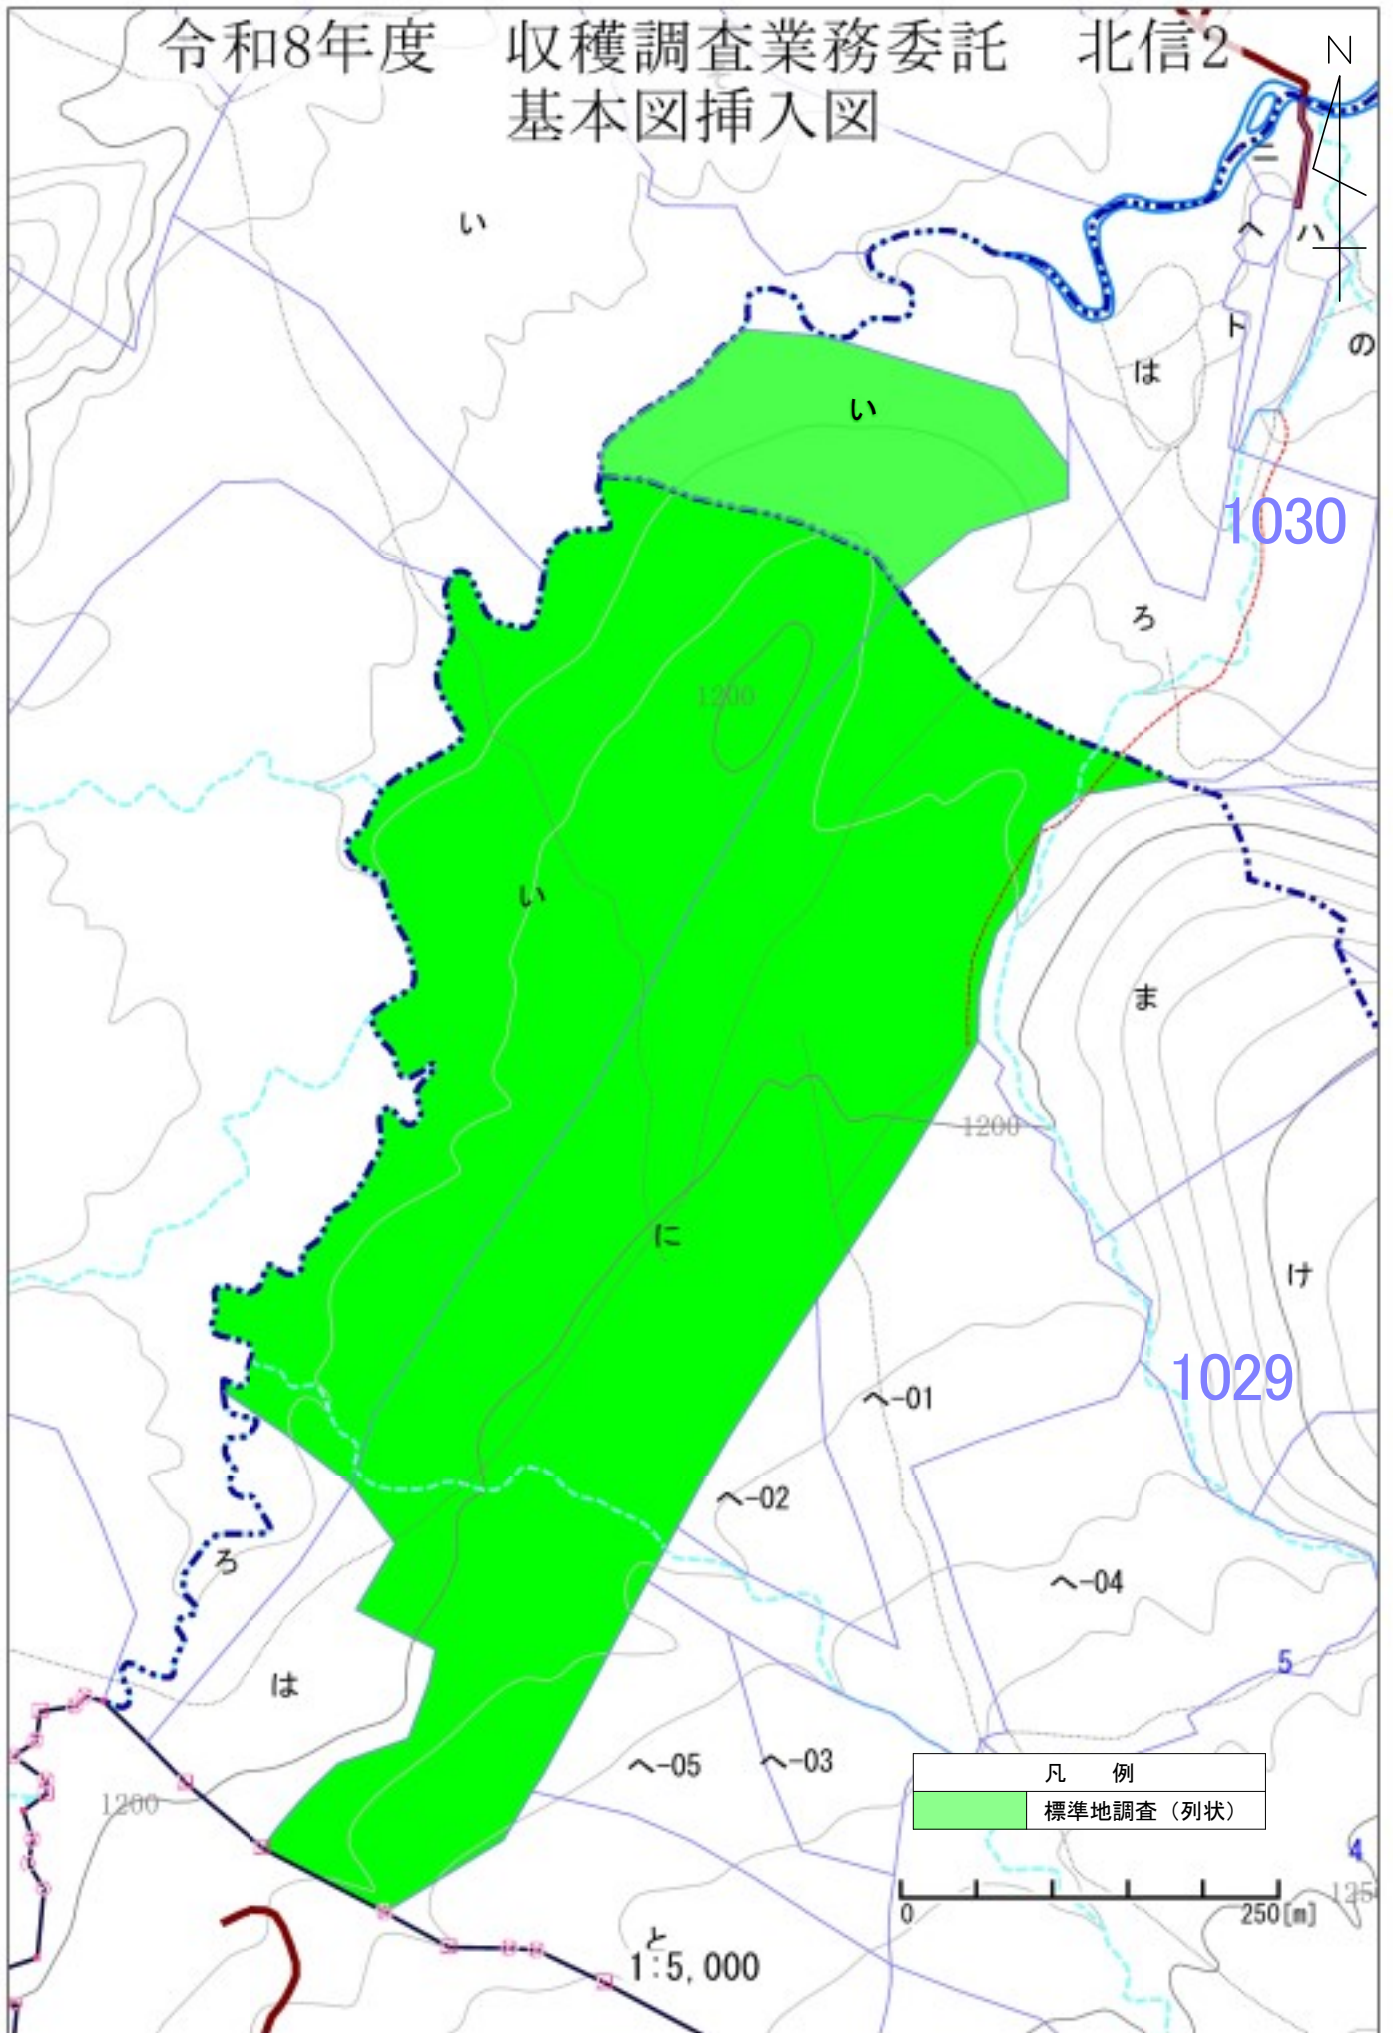 令和8年度　収穫調査業務委託　北信2
基本図挿入図
N
ニ
い
ヘ
ハ
ト
の
は
い
1030
ろ
1200
い
ま
1200
に
け
1029
へ-01
へ-02
へ-04
ろ
5
は
へ-05
へ-03
凡　例
1200
標準地調査（列状）
4
125
0
250[m]
と
1:5,000